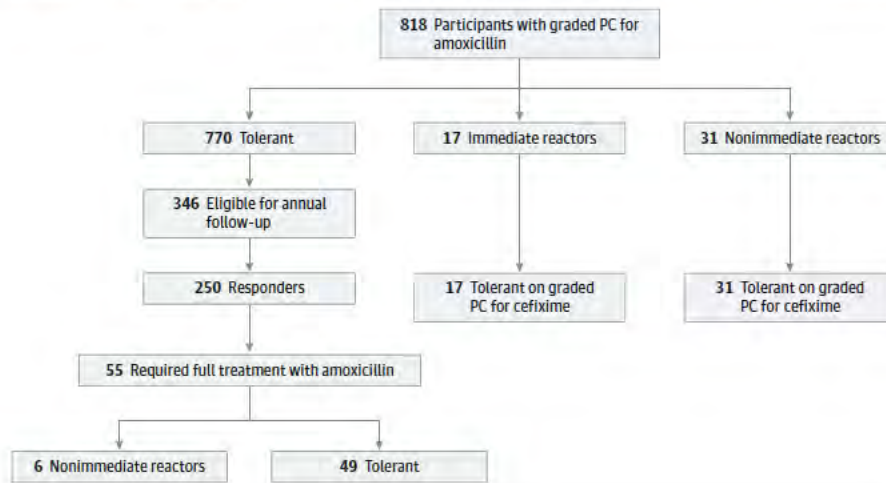 818 Participants with graded PC for
amoxicillin
770 Tolerant
17 Immediate reactors
31 Nonimmediate reactors
346 Eligible for annual
follow-up
250 Responders
17 Tolerant on graded
PC for cefixime
31 Tolerant on graded
PC for cefixime
55 Required full treatment with amoxicillin
6 Nonimmediate reactors
49 Tolerant